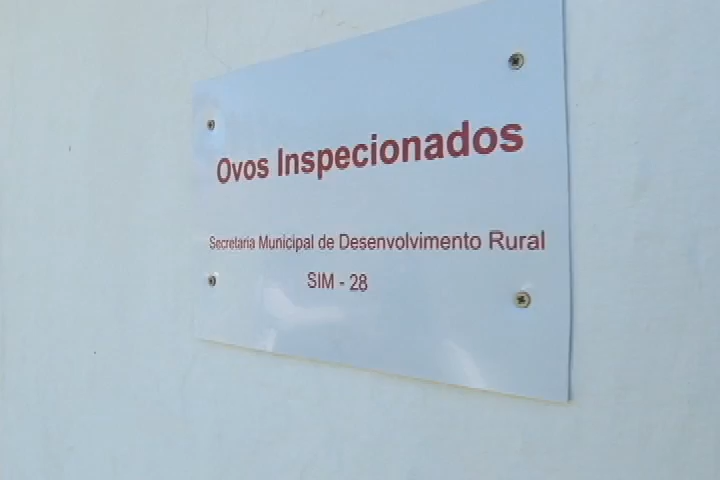 Ovos Inspecionados
Secretaria Municipal de Desenvolvimento Rural
SIM - 28